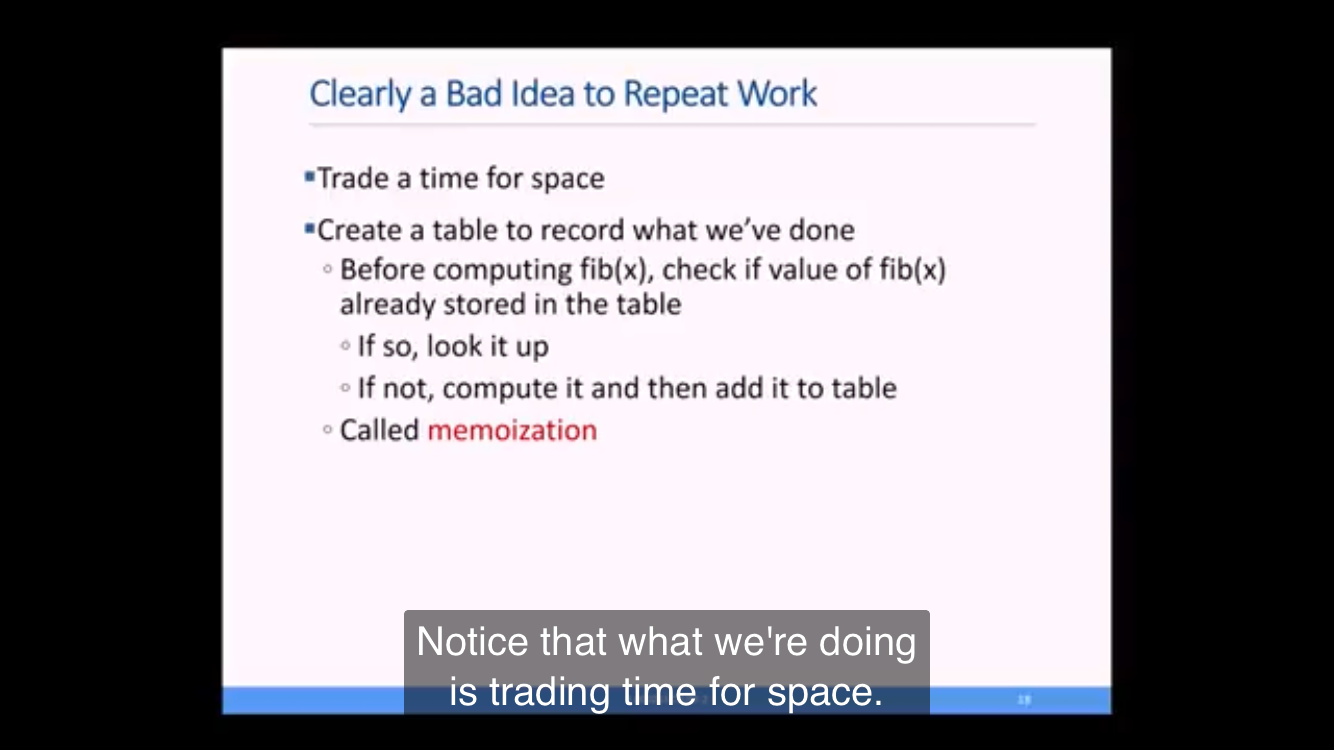 Clearly a Bad Idea to Repeat Work
▪Trade a time for space
▪Create a table to record what we’ve done
◦ Before computing fib(x), check if value of fib(x)
already stored in the table
◦ If so, look it up
◦ If not, compute it and then add it to table
◦ Called memoization
Notice that what we're doing
is trading time for space.